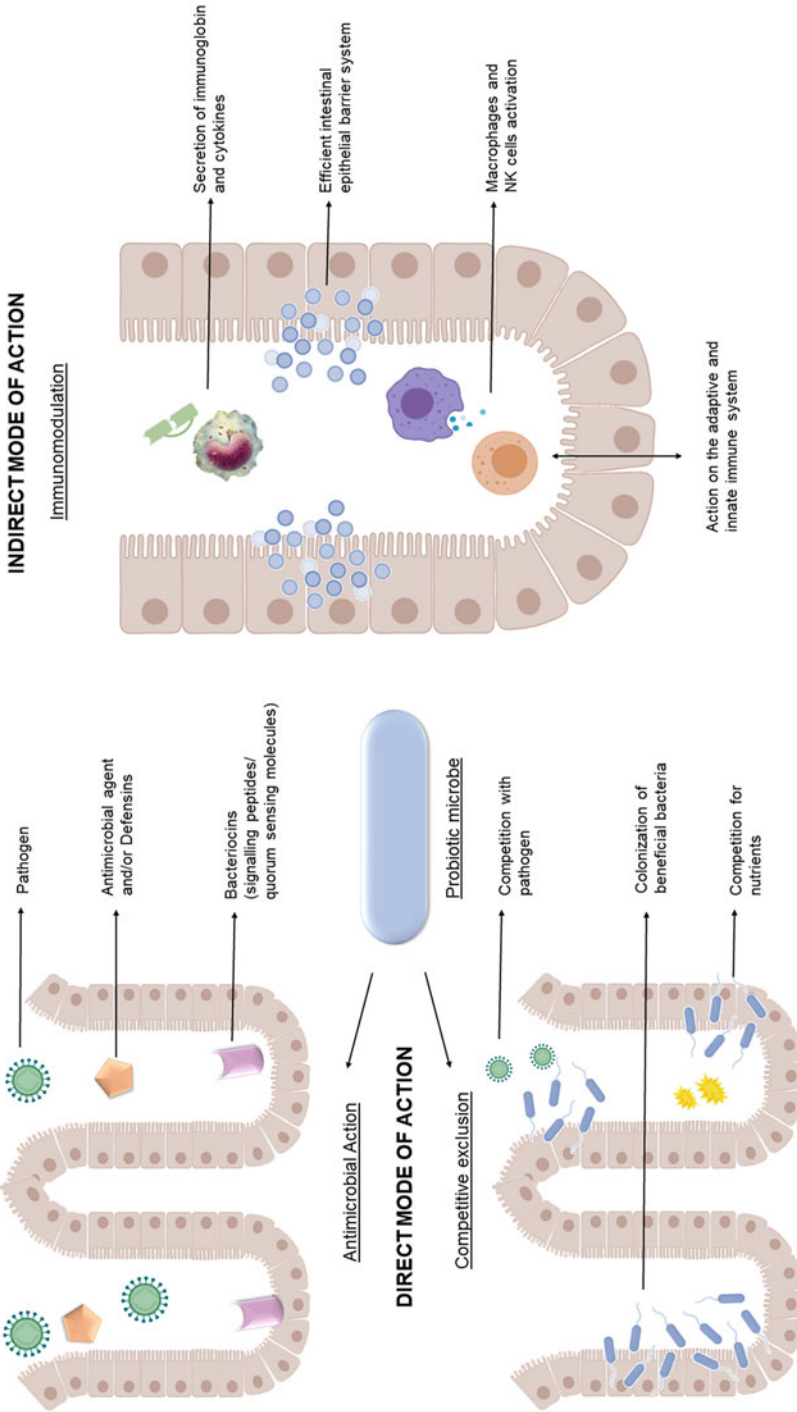 INDIRECT MODE OF ACTION
Immunomodulation
Secretion of immunoglobin
and cytokines
Efficient intestinal
epithelial barrier system
Macrophages and
NK cells activation
Action on the adaptive and
innate immune system
Pathogen
Antimicrobial agent
and/or Defensins
Bacteriocins
(signalling peptides/
quorum sensing molecules)
Antimicrobial Action
DIRECT MODE OF ACTION
Probiotic microbe
Competitive exclusion
Competition with
pathogen
Colonization of
beneficial bacteria
Competition for
nutrients